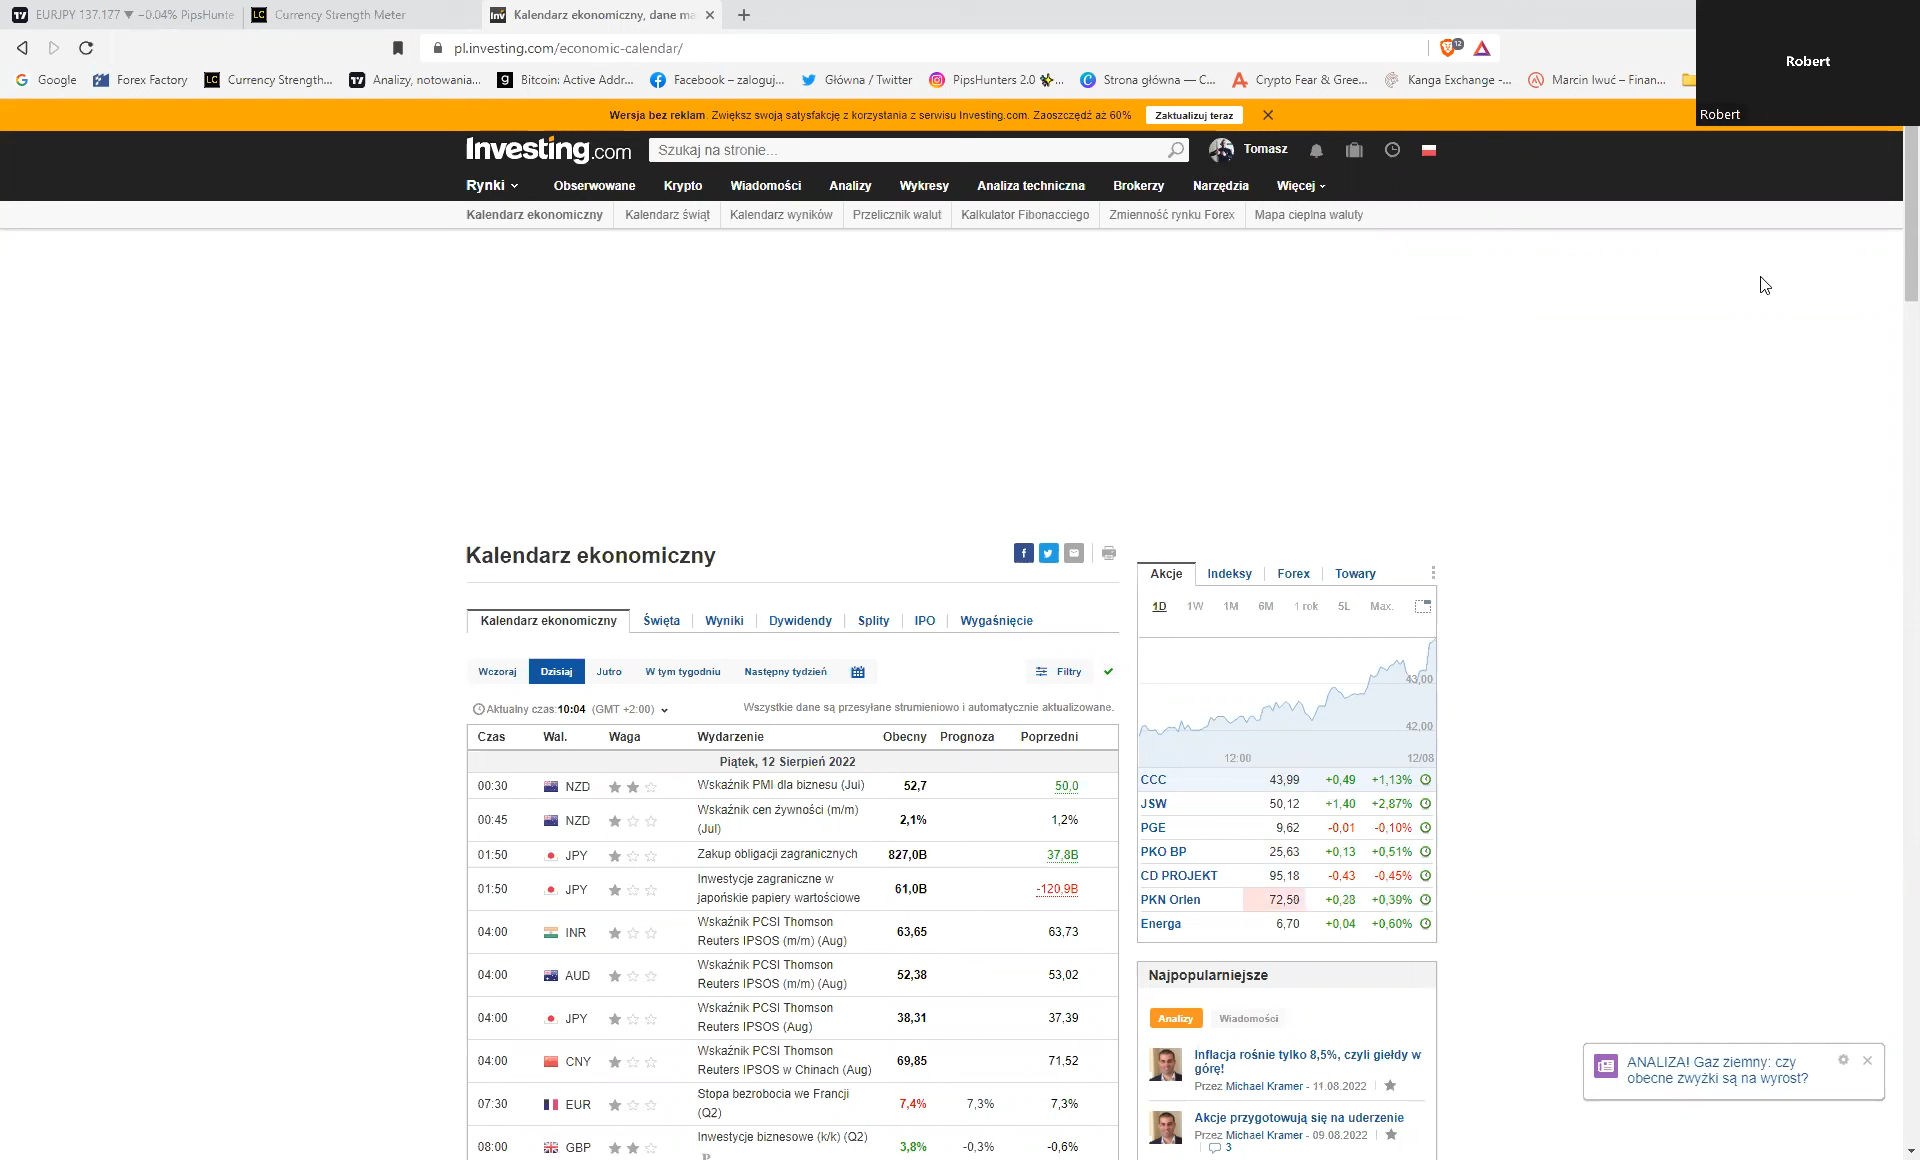 EURJPY 137.177 ▼ −0.04% PipsHunte
Currency Strength Meter
Kalendarz ekonomiczny, dane ma
pl.investing.com/economic-calendar/
12
Google
Forex Factory
Currency Strength...
Analizy, notowania...
Bitcoin: Active Addr...
Facebook – zaloguj...
Główna / Twitter
PipsHunters 2.0
Strona główna — C...
Crypto Fear & Gree...
Kanga Exchange -...
Marcin Iwuć – Finan...
Robert
Robert
Wersja bez reklam. Zwiększ swoją satysfakcję z korzystania z serwisu Investing.com. Zaoszczędź aż 60%
Zaktualizuj teraz
Investing.com
Szukaj na stronie...
Tomasz
Rynki
Obserwowane
Krypto
Wiadomości
Analizy
Wykresy
Analiza techniczna
Brokerzy
Narzędzia
Więcej
Kalendarz ekonomiczny
Kalendarz świąt
Kalendarz wyników
Przelicznik walut
Kalkulator Fibonacciego
Zmienność rynku Forex
Mapa cieplna waluty
Kalendarz ekonomiczny
Kalendarz ekonomiczny
Święta
Wyniki
Dywidendy
Splity
IPO
Wygaśnięcie
Wczoraj
Dzisiaj
Jutro
W tym tygodniu
Następny tydzień
Filtry
Aktualny czas:10:04 (GMT +2:00)
Wszystkie dane są przesyłane strumieniowo i automatycznie aktualizowane.
Czas Wal. Waga Wydarzenie Obecny Prognoza Poprzedni
Piątek, 12 Sierpień 2022
00:30 NZD Wskaźnik PMI dla biznesu (Jul) 52,7 50,0
00:45 NZD Wskaźnik cen żywności (m/m) 2,1% 1,2%
(Jul)
01:50 JPY Zakup obligacji zagranicznych 827,0B 37,8B
01:50 JPY Inwestycje zagraniczne w 61,0B -120,9B
japońskie papiery wartościowe
04:00 INR Wskaźnik PCSI Thomson 63,65 63,73
Reuters IPSOS (m/m) (Aug)
04:00 AUD Wskaźnik PCSI Thomson 52,38 53,02
Reuters IPSOS (m/m) (Aug)
04:00 JPY Wskaźnik PCSI Thomson 38,31 37,39
Reuters IPSOS (Aug)
04:00 CNY Wskaźnik PCSI Thomson 69,85 71,52
Reuters IPSOS w Chinach (Aug)
07:30 EUR Stopa bezrobocia we Francji 7,4% 7,3% 7,3%
(Q2)
08:00 GBP Inwestycje biznesowe (k/k) (Q2) 3,8% -0,3% -0,6%
Akcje
Indeksy
Forex
Towary
1D 1W 1M 6M 1 rok 5L Max.
43,00
42,00
12:00 12/08
CCC 43,99 +0,49 +1,13%
JSW 50,12 +1,40 +2,87%
PGE 9,62 -0,01 -0,10%
PKO BP 25,63 +0,13 +0,51%
CD PROJEKT 95,18 -0,43 -0,45%
PKN Orlen 72,50 +0,28 +0,39%
Energa 6,70 +0,04 +0,60%
Najpopularniejsze
Analizy
Wiadomości
Inflacja rośnie tylko 8,5%, czyli giełdy w
górę!
Przez Michael Kramer - 11.08.2022
Akcje przygotowują się na uderzenie
Przez Michael Kramer - 09.08.2022
3
ANALIZA! Gaz ziemny: czy
obecne zwyżki są na wyrost?